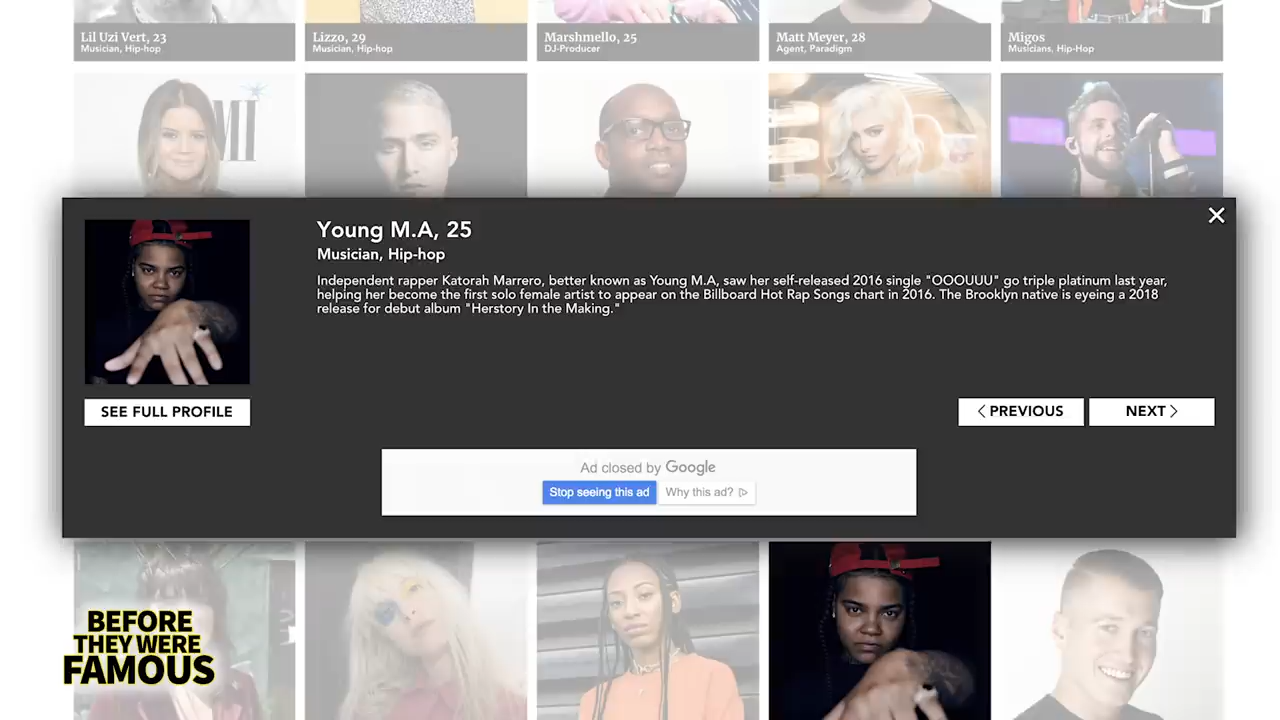 Lil Uzi Vert, 23
Musician, Hip-hop
Lizzo, 29
Musician, Hip-hop
Marshmello, 25
DJ-Producer
Matt Meyer, 28
Agent, Paradigm
Migos
Musicians, Hip-Hop
MI
Young M.A, 25
Musician, Hip-hop
Independent rapper Katorah Marrero, better known as Young M.A, saw her self-released 2016 single "OOOUUU" go triple platinum last year,
helping her become the first solo female artist to appear on the Billboard Hot Rap Songs chart in 2016. The Brooklyn native is eyeing a 2018
release for debut album "Herstory In the Making."
SEE FULL PROFILE
PREVIOUS
NEXT
Ad closed by Google
Stop seeing this ad
Why this ad?
BEFORE
THEY WERE
FAMOUS